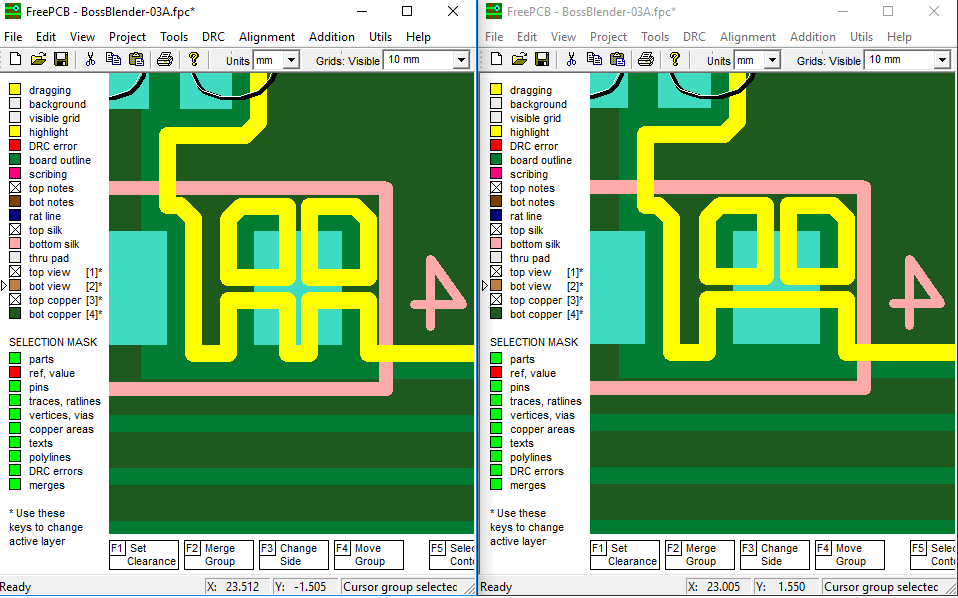 FreePCB - BossBlender-03A.fpc*
File Edit View Project Tools DRC Alignment Addition Utils Help
Units mm Grids: Visible 10 mm
dragging
background
visible grid
highlight
DRC error
board outline
scribing
top notes
bot notes
rat line
top silk
bottom silk
thru pad
top view [1]*
bot view [2]*
top copper [3]*
bot copper [4]*
SELECTION MASK
parts
ref, value
pins
traces, ratlines
vertices, vias
copper areas
texts
polylines
DRC errors
merges
* Use these
keys to change
active layer
4
F1 Set Clearance
F2 Merge Group
F3 Change Side
F4 Move Group
F5 Selec Conto
Ready X: 23.512 Y: -1.505 Cursor group selected
FreePCB - BossBlender-03A.fpc*
File Edit View Project Tools DRC Alignment Addition Utils Help
Units mm Grids: Visible 10 mm
dragging
background
visible grid
highlight
DRC error
board outline
scribing
top notes
bot notes
rat line
top silk
bottom silk
thru pad
top view [1]*
bot view [2]*
top copper [3]*
bot copper [4]*
SELECTION MASK
parts
ref, value
pins
traces, ratlines
vertices, vias
copper areas
texts
polylines
DRC errors
merges
* Use these
keys to change
active layer
4
F1 Set Clearance
F2 Merge Group
F3 Change Side
F4 Move Group
F5 Selec Conto
Ready X: 23.005 Y: 1.550 Cursor group selected